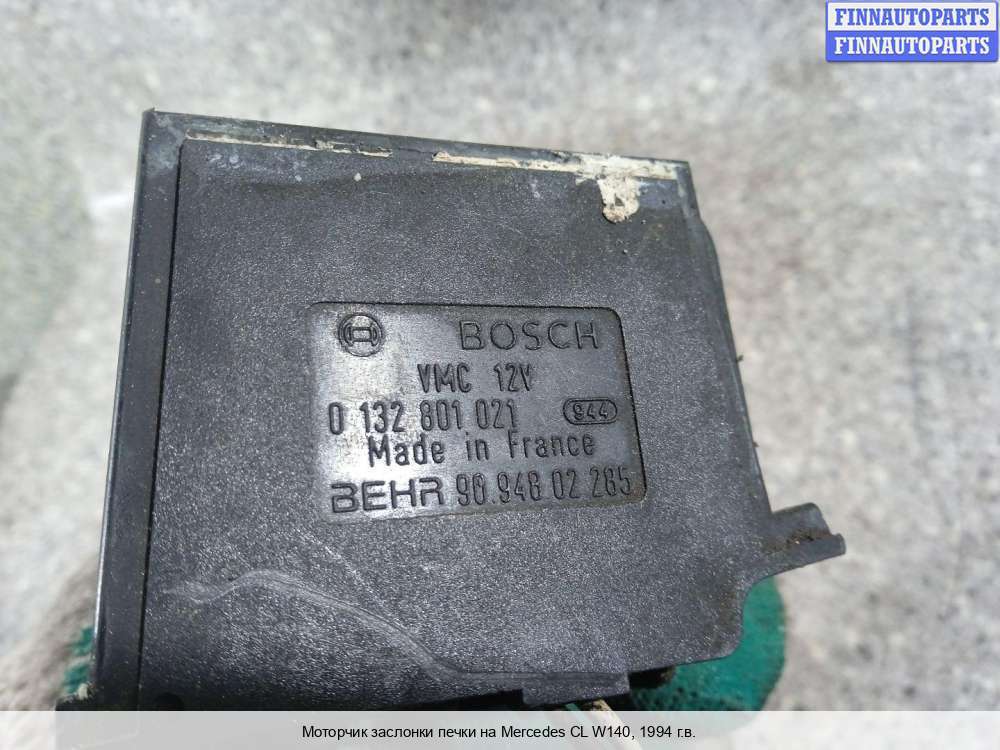 FINNAUTOPARTS
FINNAUTOPARTS
BOSCH
VMC 12V
0 132 801 021 944
Made in France
BEHR 90.948 02 285
Моторчик заслонки печки на Mercedes CL W140, 1994 г.в.